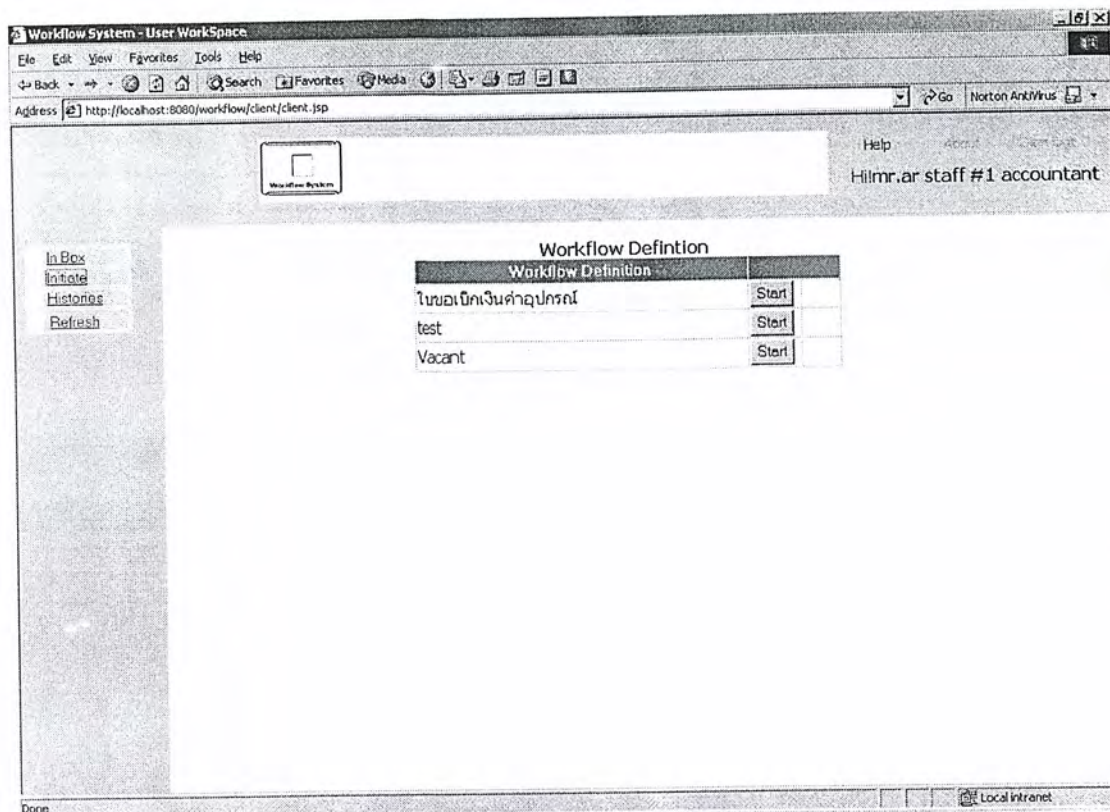 Workflow System - User WorkSpace
File Edit View Favorites Tools Help
Back Search Favorites Media
Address http://localhost:8080/workflow/client/client.jsp Go Norton AntiVirus
Workflow System
Help About
Hi!mr.ar staff #1 accountant
In Box
Initiate
Histories
Refresh
Workflow Defintion
Workflow Definition
ใบขอเบิกเงินค่าอุปกรณ์ Start
test Start
Vacant Start
Done Local intranet